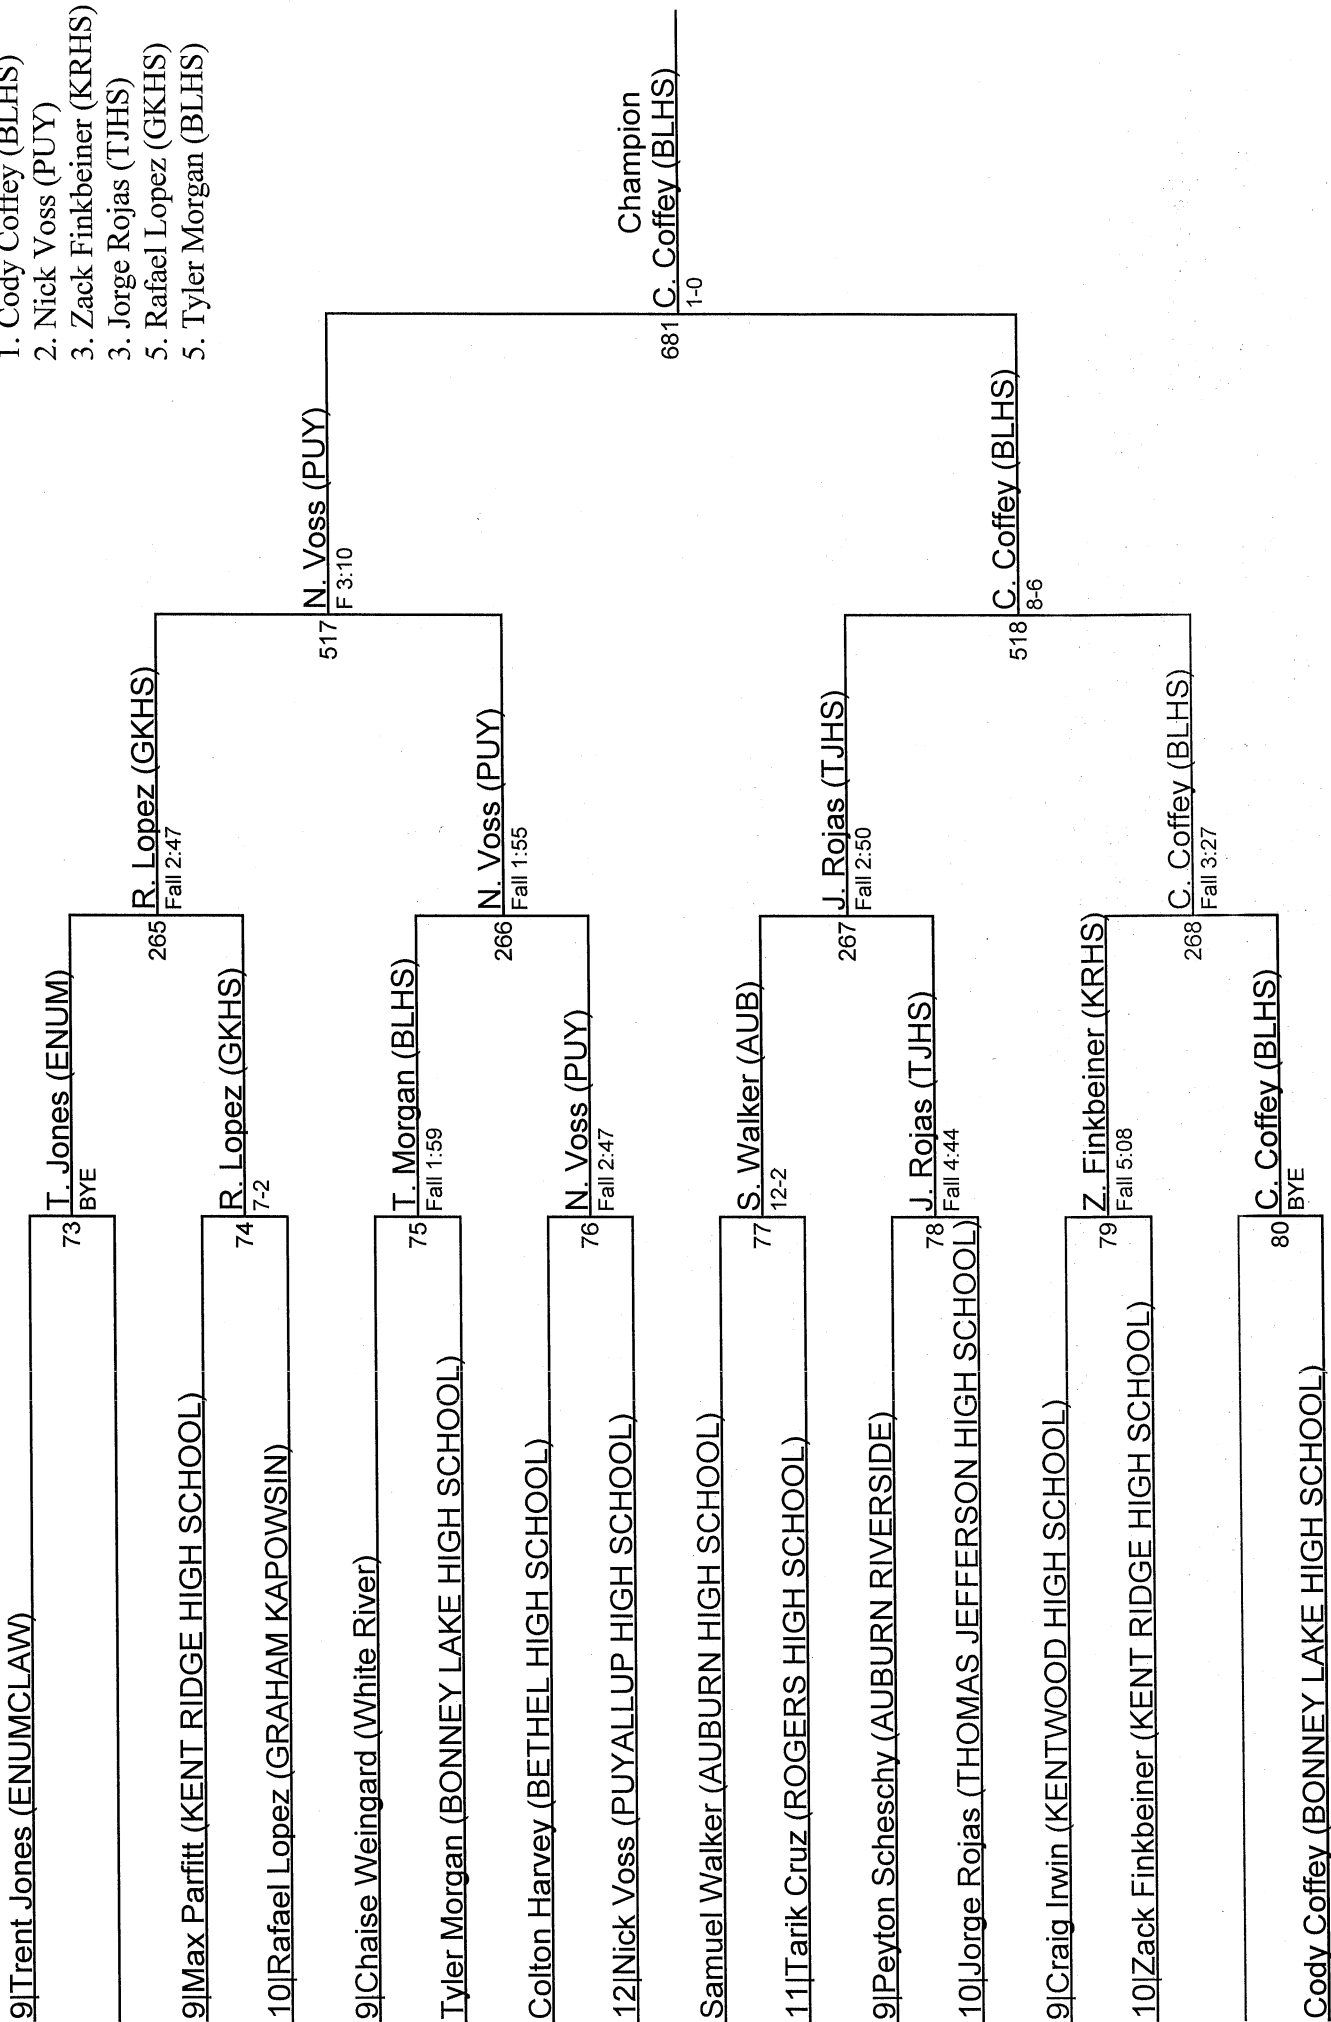 1. Cody Coffey (BLHS)
2. Nick Voss (PUY)
3. Zack Finkbeiner (KRHS)
3. Jorge Rojas (TJHS)
5. Rafael Lopez (GKHS)
5. Tyler Morgan (BLHS)
9|Trent Jones (ENUMCLAW)
9|Max Parfitt (KENT RIDGE HIGH SCHOOL)
10|Rafael Lopez (GRAHAM KAPOWSIN)
9|Chaise Weingard (White River)
Tyler Morgan (BONNEY LAKE HIGH SCHOOL)
Colton Harvey (BETHEL HIGH SCHOOL)
12|Nick Voss (PUYALLUP HIGH SCHOOL)
Samuel Walker (AUBURN HIGH SCHOOL)
11|Tarik Cruz (ROGERS HIGH SCHOOL)
9|Peyton Scheschy (AUBURN RIVERSIDE)
10|Jorge Rojas (THOMAS JEFFERSON HIGH SCHOOL)
9|Craig Irwin (KENTWOOD HIGH SCHOOL)
10|Zack Finkbeiner (KENT RIDGE HIGH SCHOOL)
Cody Coffey (BONNEY LAKE HIGH SCHOOL)
73
T. Jones (ENUM)
BYE
74
R. Lopez (GKHS)
7-2
75
T. Morgan (BLHS)
Fall 1:59
76
N. Voss (PUY)
Fall 2:47
77
S. Walker (AUB)
12-2
78
J. Rojas (TJHS)
Fall 4:44
79
Z. Finkbeiner (KRHS)
Fall 5:08
80
C. Coffey (BLHS)
BYE
265
R. Lopez (GKHS)
Fall 2:47
266
N. Voss (PUY)
Fall 1:55
267
J. Rojas (TJHS)
Fall 2:50
268
C. Coffey (BLHS)
Fall 3:27
517
N. Voss (PUY)
F 3:10
518
C. Coffey (BLHS)
8-6
681
Champion
C. Coffey (BLHS)
1-0